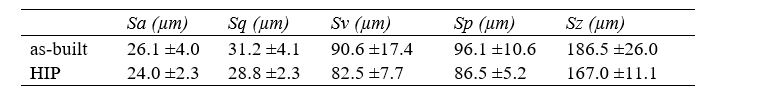 Sa (μm) Sq (μm) Sv (μm) Sp (μm) Sz (μm)
as-built 26.1 ±4.0 31.2 ±4.1 90.6 ±17.4 96.1 ±10.6 186.5 ±26.0
HIP 24.0 ±2.3 28.8 ±2.3 82.5 ±7.7 86.5 ±5.2 167.0 ±11.1